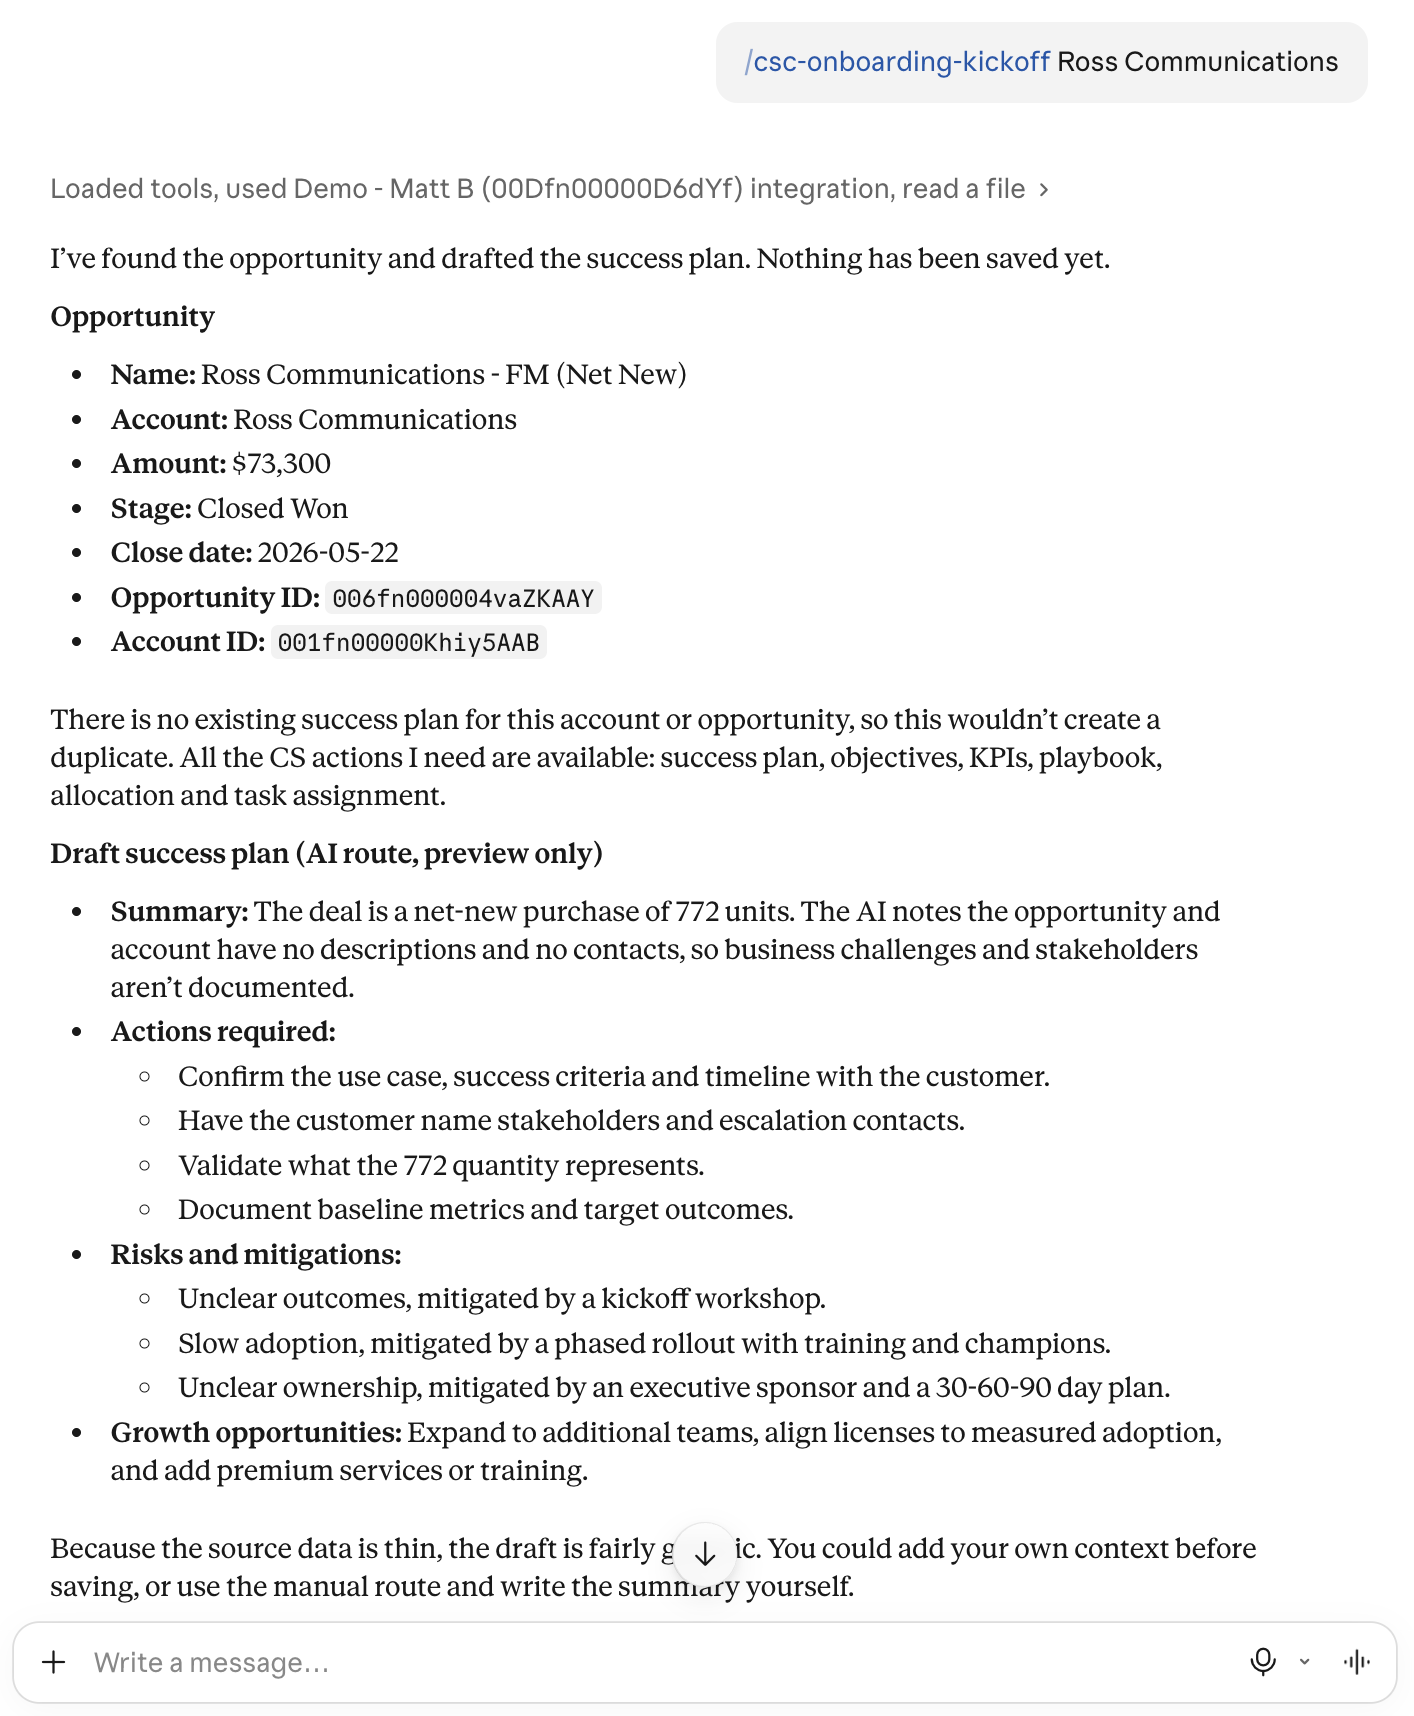 /csc-onboarding-kickoff Ross Communications
Loaded tools, used Demo - Matt B (00Dfn00000D6dYf) integration, read a file >
I’ve found the opportunity and drafted the success plan. Nothing has been saved yet.
Opportunity
• Name: Ross Communications - FM (Net New)
• Account: Ross Communications
• Amount: $73,300
• Stage: Closed Won
• Close date: 2026-05-22
• Opportunity ID: 006fn000004vaZKAAY
• Account ID: 001fn00000Khiy5AAB
There is no existing success plan for this account or opportunity, so this wouldn’t create a
duplicate. All the CS actions I need are available: success plan, objectives, KPIs, playbook,
allocation and task assignment.
Draft success plan (AI route, preview only)
• Summary: The deal is a net-new purchase of 772 units. The AI notes the opportunity and
account have no descriptions and no contacts, so business challenges and stakeholders
aren’t documented.
• Actions required:
◦ Confirm the use case, success criteria and timeline with the customer.
◦ Have the customer name stakeholders and escalation contacts.
◦ Validate what the 772 quantity represents.
◦ Document baseline metrics and target outcomes.
• Risks and mitigations:
◦ Unclear outcomes, mitigated by a kickoff workshop.
◦ Slow adoption, mitigated by a phased rollout with training and champions.
◦ Unclear ownership, mitigated by an executive sponsor and a 30-60-90 day plan.
• Growth opportunities: Expand to additional teams, align licenses to measured adoption,
and add premium services or training.
Because the source data is thin, the draft is fairly You could add your own context before
saving, or use the manual route and write the summary yourself.
Write a message...